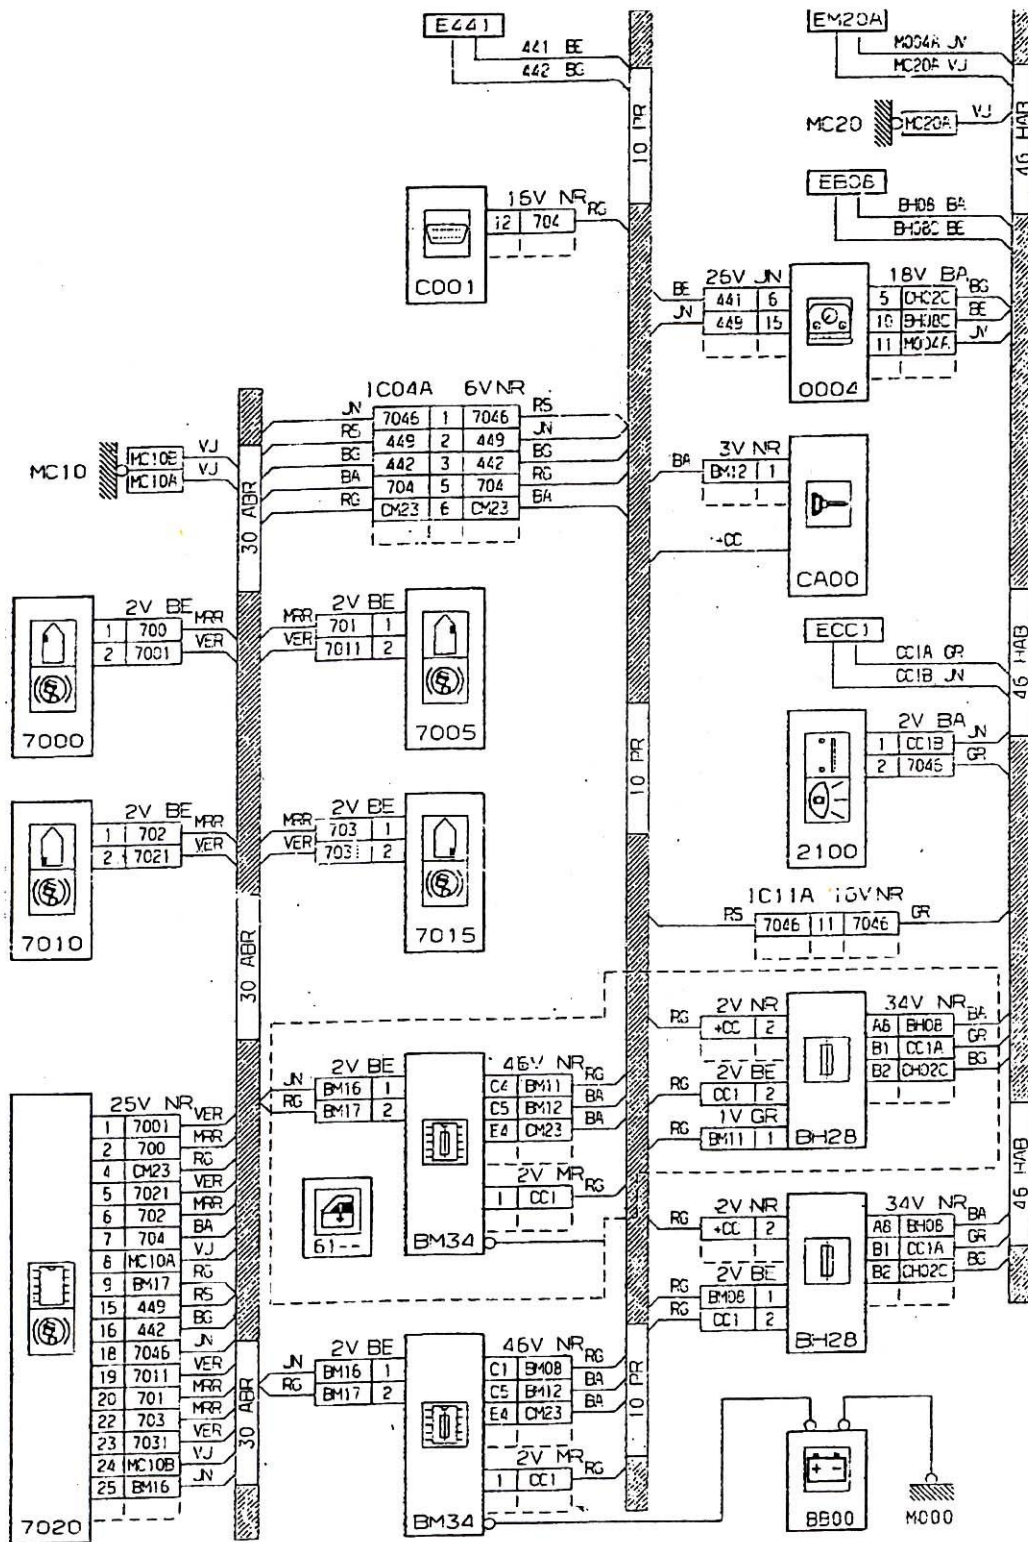 E441
441 BE
442 BG
EM20A
M004A JN
MC20A VJ
MC20
MC20A
VJ
10 PR
46 HAB
EB08
BH08 BA
BH08C BE
16V NR
12 704
RG
C001
26V JN
BE 441 6
JN 449 15
0004
18V BA
5 CH02C BG
10 BH08C BE
11 M004A JN
1C04A 6VNR
JN 7046 1 7046 RS
RS 449 2 449 JN
BG 442 3 442 BG
BA 704 5 704 RG
RG CM23 6 CM23 BA
MC10
MC10B VJ
MC10A VJ
30 ABR
3V NR
BA BM12 1
+CC
CA00
2V BE
1 700 MRR
2 7001 VER
7000
2V BE
MRR 701 1
VER 7011 2
7005
ECC1
CC1A GR
CC1B JN
46 HAB
2V BA
1 CC1B JN
2 7046 GR
2100
10 PR
2V BE
1 702 MRR
2 7021 VER
7010
2V BE
MRR 703 1
VER 7031 2
7015
30 ABR
1C11A 16VNR
RS 7046 11 7046 GR
2V NR
RG +CC 2
2V BE
RG CC1 2
1V GR
RG BM11 1
BH28
34V NR
A8 BH08 BA
B1 CC1A GR
B2 CH02C BG
2V BE
JN BM16 1
RG BM17 2
46V NR
C4 BM11 RG
C5 BM12 BA
E4 CM23 BA
2V MR
1 CC1 RG
BM34
61--
46 HAB
25V NR
1 7001 VER
2 700 MRR
4 CM23 RG
5 7021 VER
6 702 MRR
7 704 BA
8 MC10A VJ
9 BM17 RG
15 449 RS
16 442 BG
18 7046 JN
19 7011 VER
20 701 MRR
22 703 MRR
23 7031 VER
24 MC10B VJ
25 BM16 JN
7020
30 ABR
2V NR
RG +CC 2
2V BE
RG BM08 1
RG CC1 2
BH28
34V NR
A8 BH08 BA
B1 CC1A GR
B2 CH02C BG
2V BE
JN BM16 1
RG BM17 2
46V NR
C1 BM08 RG
C5 BM12 BA
E4 CM23 BA
2V MR
1 CC1 RG
BM34
10 PR
BB00
M000